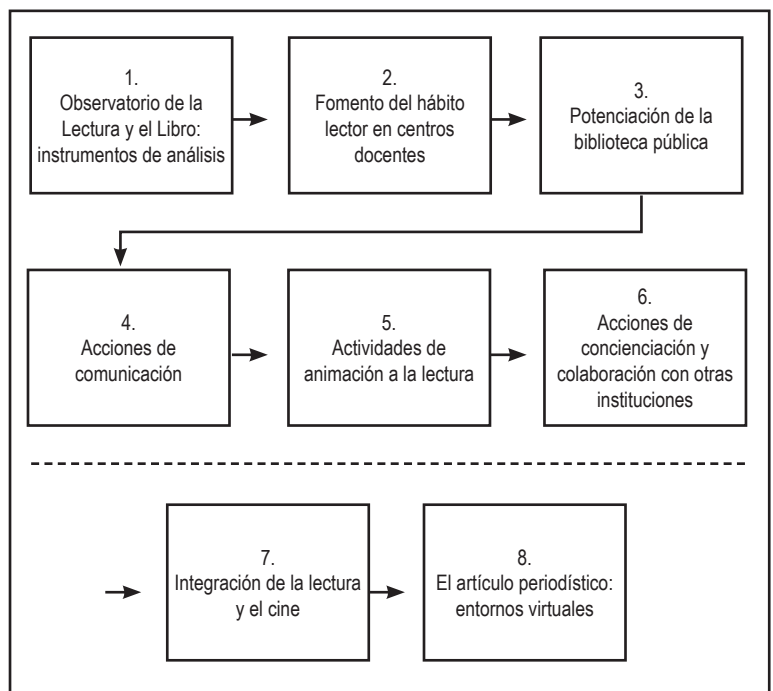 1.
Observatorio de la
Lectura y el Libro:
instrumentos de análisis
2.
Fomento del hábito
lector en centros
docentes
3.
Potenciación de la
biblioteca pública
4.
Acciones de
comunicación
5.
Actividades de
animación a la lectura
6.
Acciones de
concienciación y
colaboración con otras
instituciones
7.
Integración de la lectura
y el cine
8.
El artículo periodístico:
entornos virtuales